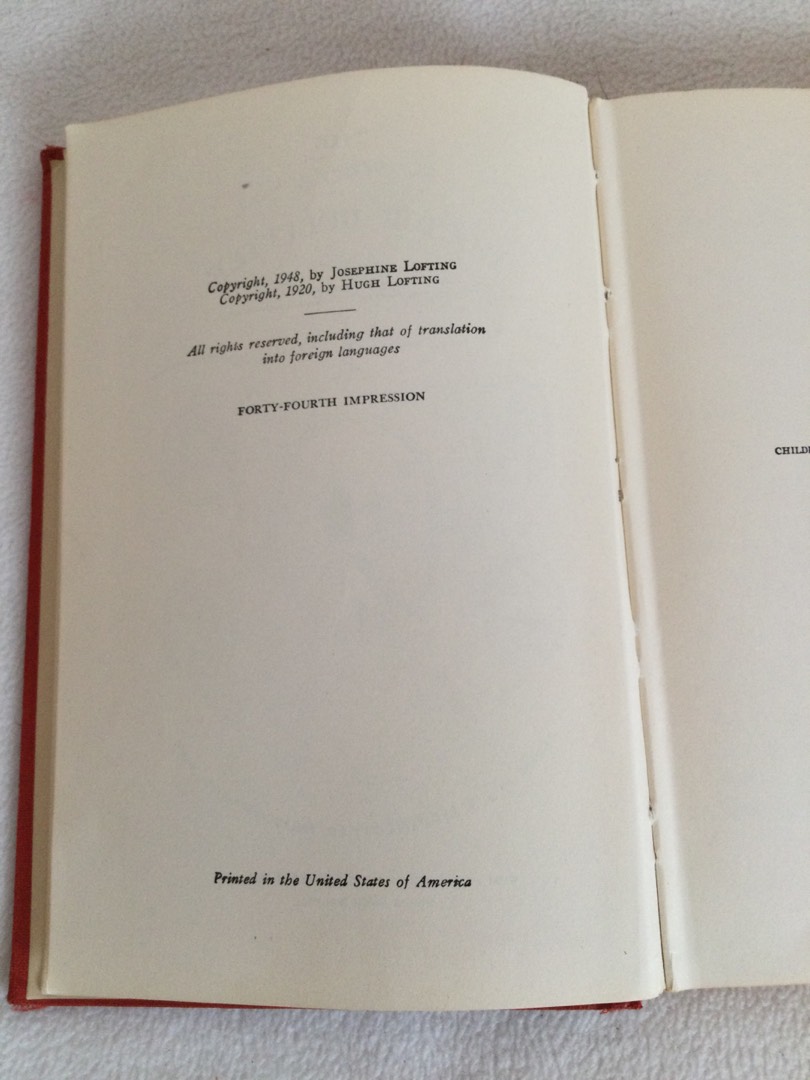 Copyright, 1948, by JOSEPHINE LOFTING
Copyright, 1920, by HUGH LOFTING
All rights reserved, including that of translation
into foreign languages
FORTY-FOURTH IMPRESSION
Printed in the United States of America